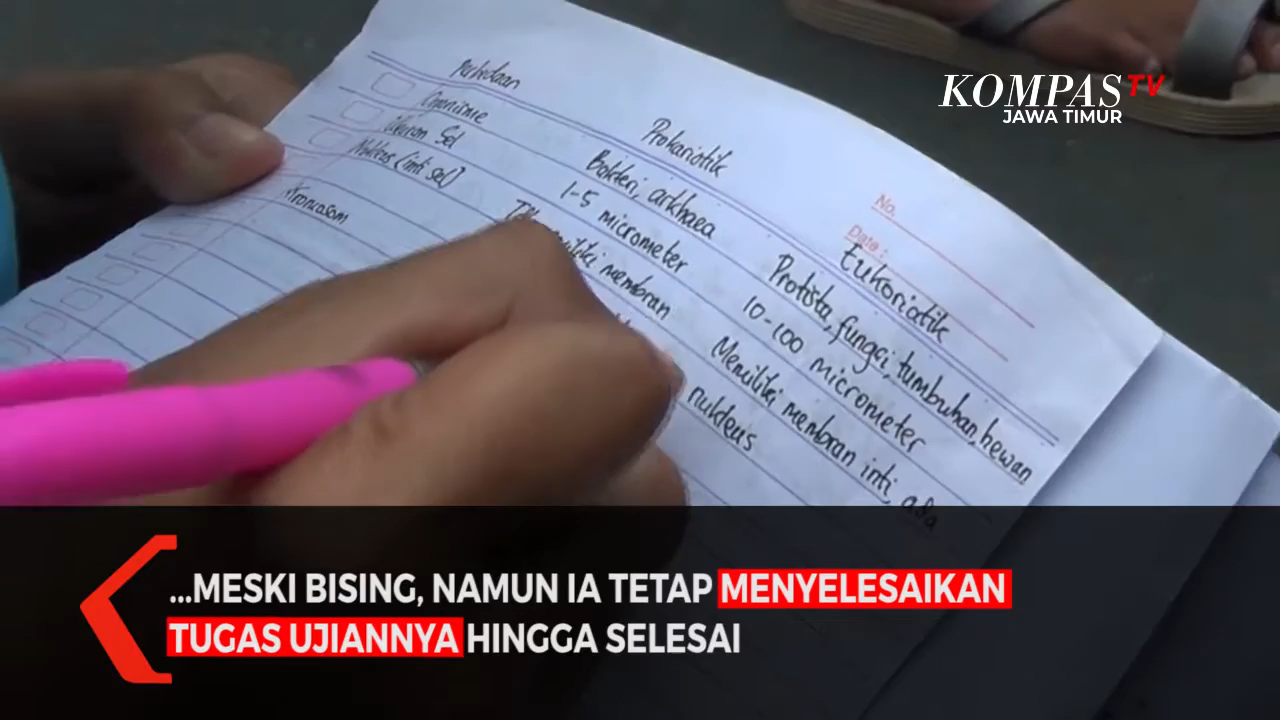 KOMPAS TV
JAWA TIMUR
No.
Date :
Perbedaan Prokariotik Eukariotik
Organisme Bakteri, arkhaea Protista, fungi, tumbuhan, hewan
Ukuran Sel 1-5 micrometer 10-100 micrometer
Nukleus (inti sel) membran Memiliki membran inti, ada
nukleus
...MESKI BISING, NAMUN IA TETAP MENYELESAIKAN
TUGAS UJIANNYA HINGGA SELESAI